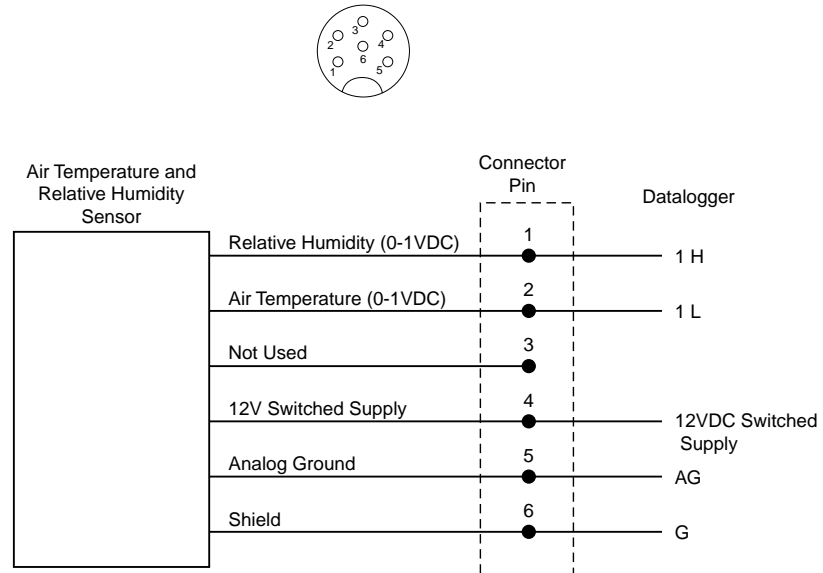 3
2
4
6
1
5
Air Temperature and
Relative Humidity
Sensor
Connector
Pin
Datalogger
Relative Humidity (0-1VDC)
1
1 H
Air Temperature (0-1VDC)
2
1 L
Not Used
3
12V Switched Supply
4
12VDC Switched
Supply
Analog Ground
5
AG
Shield
6
G